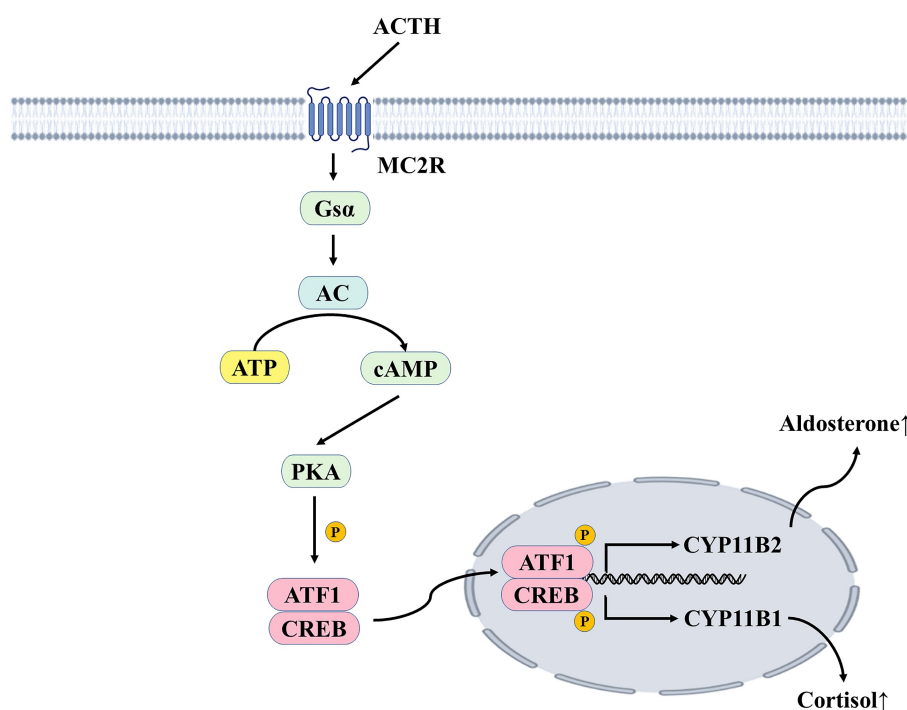 ACTH
MC2R
Gsα
AC
ATP
cAMP
PKA
P
ATF1
CREB
Aldosterone↑
P
ATF1
CREB
P
CYP11B2
CYP11B1
Cortisol↑